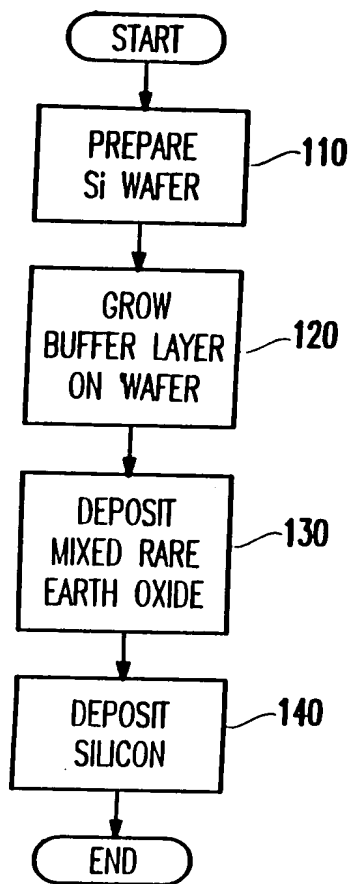 START
PREPARE
Si WAFER
110
GROW
BUFFER LAYER
ON WAFER
120
DEPOSIT
MIXED RARE
EARTH OXIDE
130
DEPOSIT
SILICON
140
END